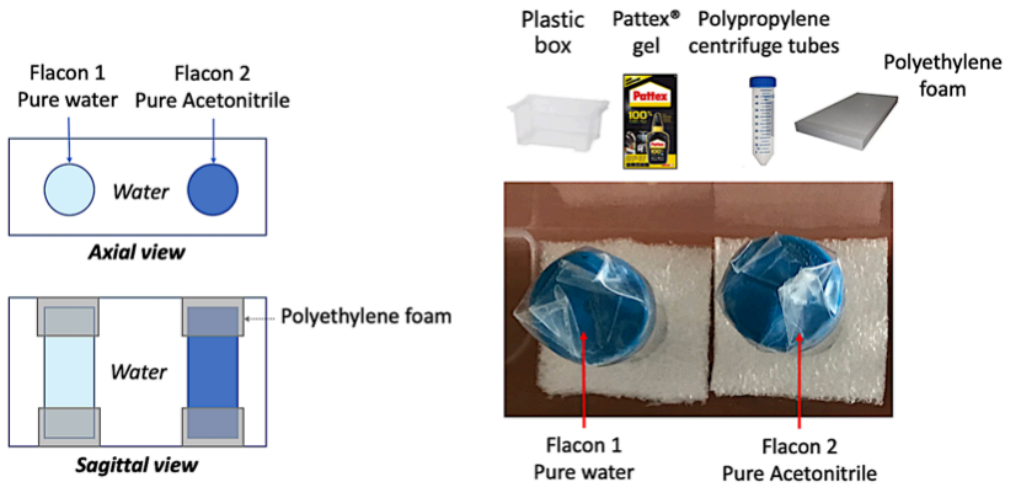 Flacon 1
Pure water
Flacon 2
Pure Acetonitrile
Water
Axial view
Polyethylene foam
Water
Sagittal view
Plastic
box
Pattex®
gel
Polypropylene
centrifuge tubes
Polyethylene
foam
Pattex
100%
Flacon 1
Pure water
Flacon 2
Pure Acetonitrile